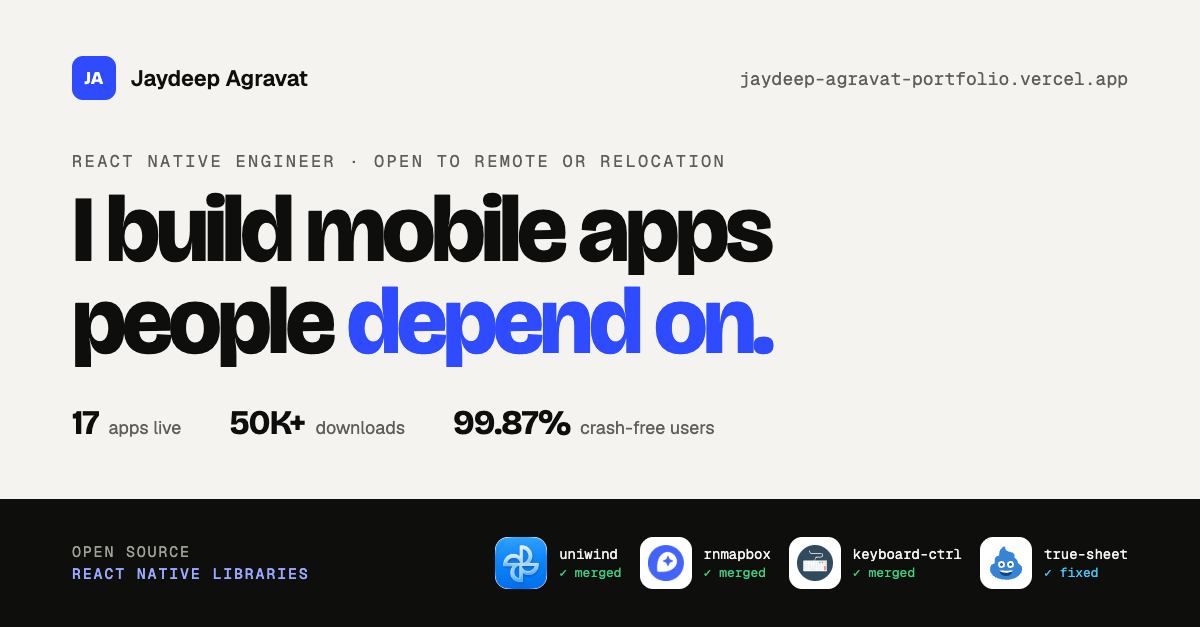 JA
Jaydeep Agravat
jaydeep-agravat-portfolio.vercel.app
REACT NATIVE ENGINEER · OPEN TO REMOTE OR RELOCATION
I build mobile apps
people depend on.
17 apps live
50K+ downloads
99.87% crash-free users
OPEN SOURCE
REACT NATIVE LIBRARIES
uniwind
✓ merged
rnmapbox
✓ merged
keyboard-ctrl
✓ merged
true-sheet
✓ fixed